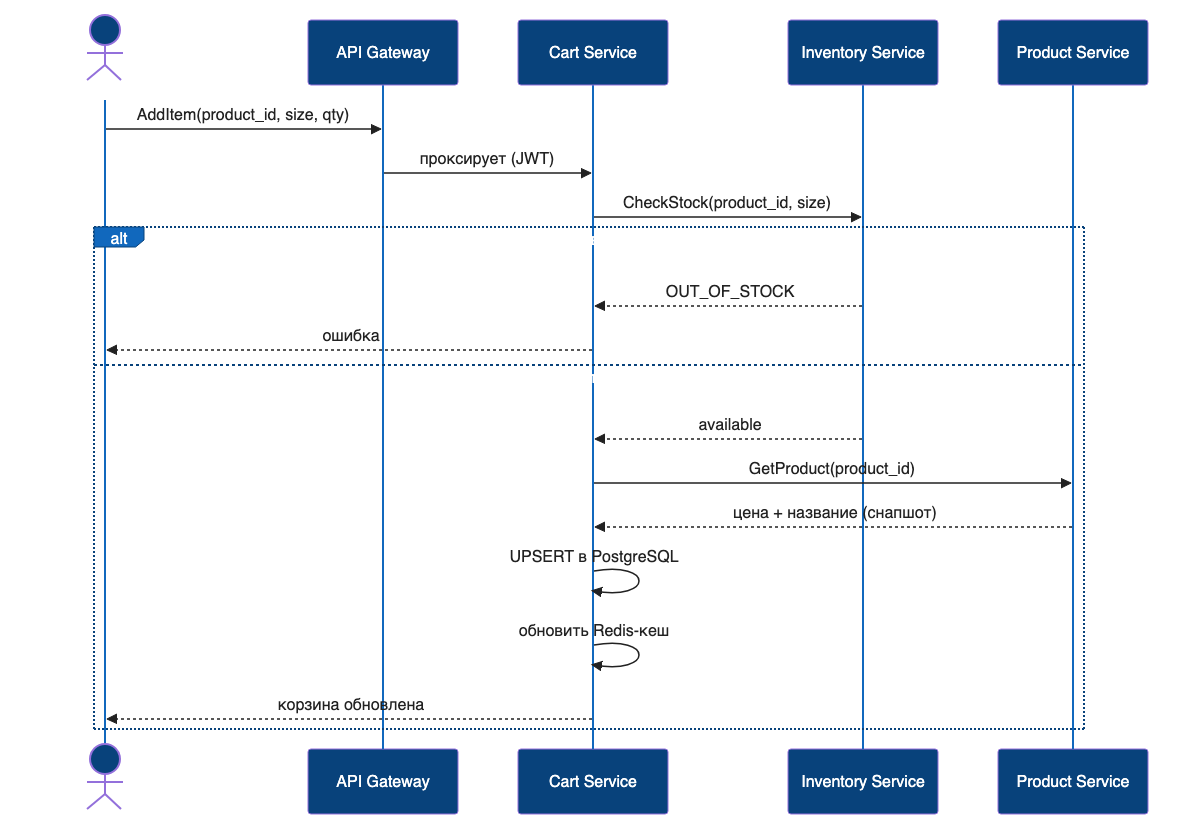 API Gateway
Cart Service
Inventory Service
Product Service
AddItem(product_id, size, qty)
проксирует (JWT)
CheckStock(product_id, size)
alt
OUT_OF_STOCK
ошибка
available
GetProduct(product_id)
цена + название (снапшот)
UPSERT в PostgreSQL
обновить Redis-кеш
корзина обновлена
API Gateway
Cart Service
Inventory Service
Product Service